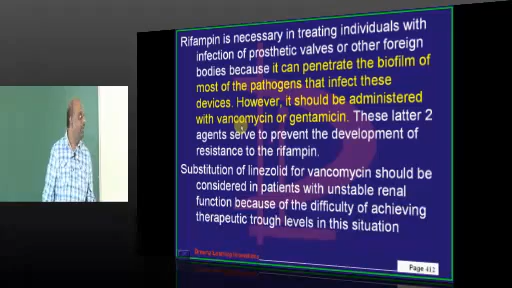 Rifampin is necessary in treating individuals with
infection of prosthetic valves or other foreign
bodies because it can penetrate the biofilm of
most of the pathogens that infect these
devices. However, it should be administered
with vancomycin or gentamicin. These latter 2
agents serve to prevent the development of
resistance to the rifampin.
Substitution of linezolid for vancomycin should be
considered in patients with unstable renal
function because of the difficulty of achieving
therapeutic trough levels in this situation
Page 412